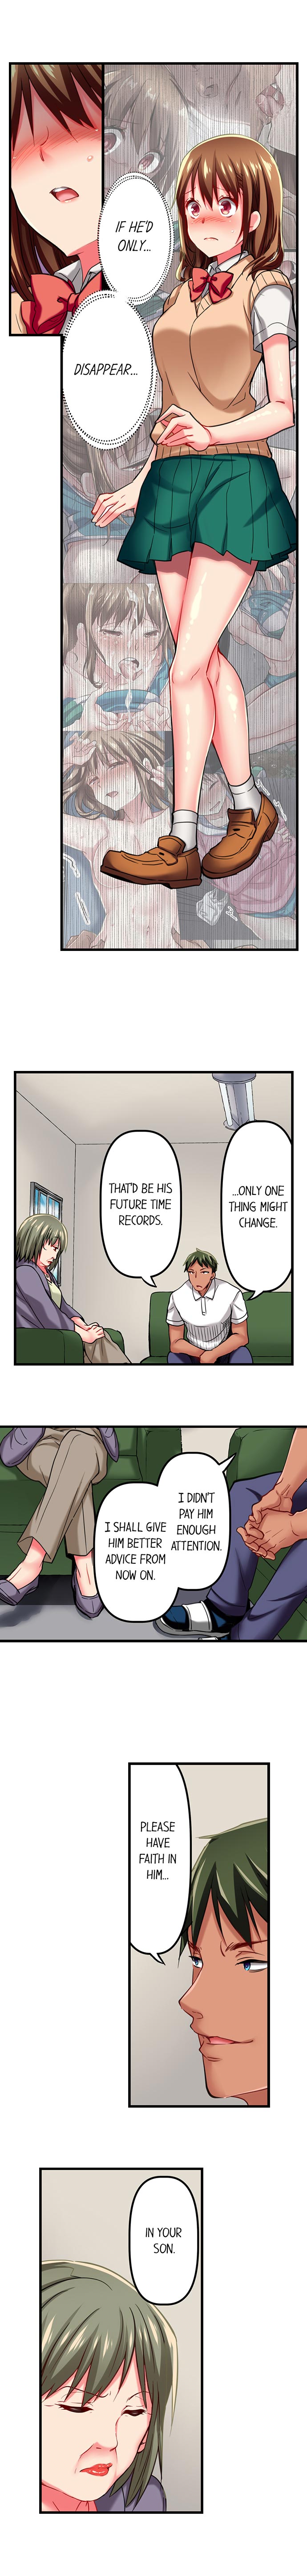 IF HE'D
ONLY...
DISAPPEAR...
...ONLY ONE
THING MIGHT
CHANGE.
THAT'D BE HIS
FUTURE TIME
RECORDS.
I DIDN'T
PAY HIM
ENOUGH
ATTENTION.
I SHALL GIVE
HIM BETTER
ADVICE FROM
NOW ON.
PLEASE
HAVE
FAITH IN
HIM...
IN YOUR
SON.